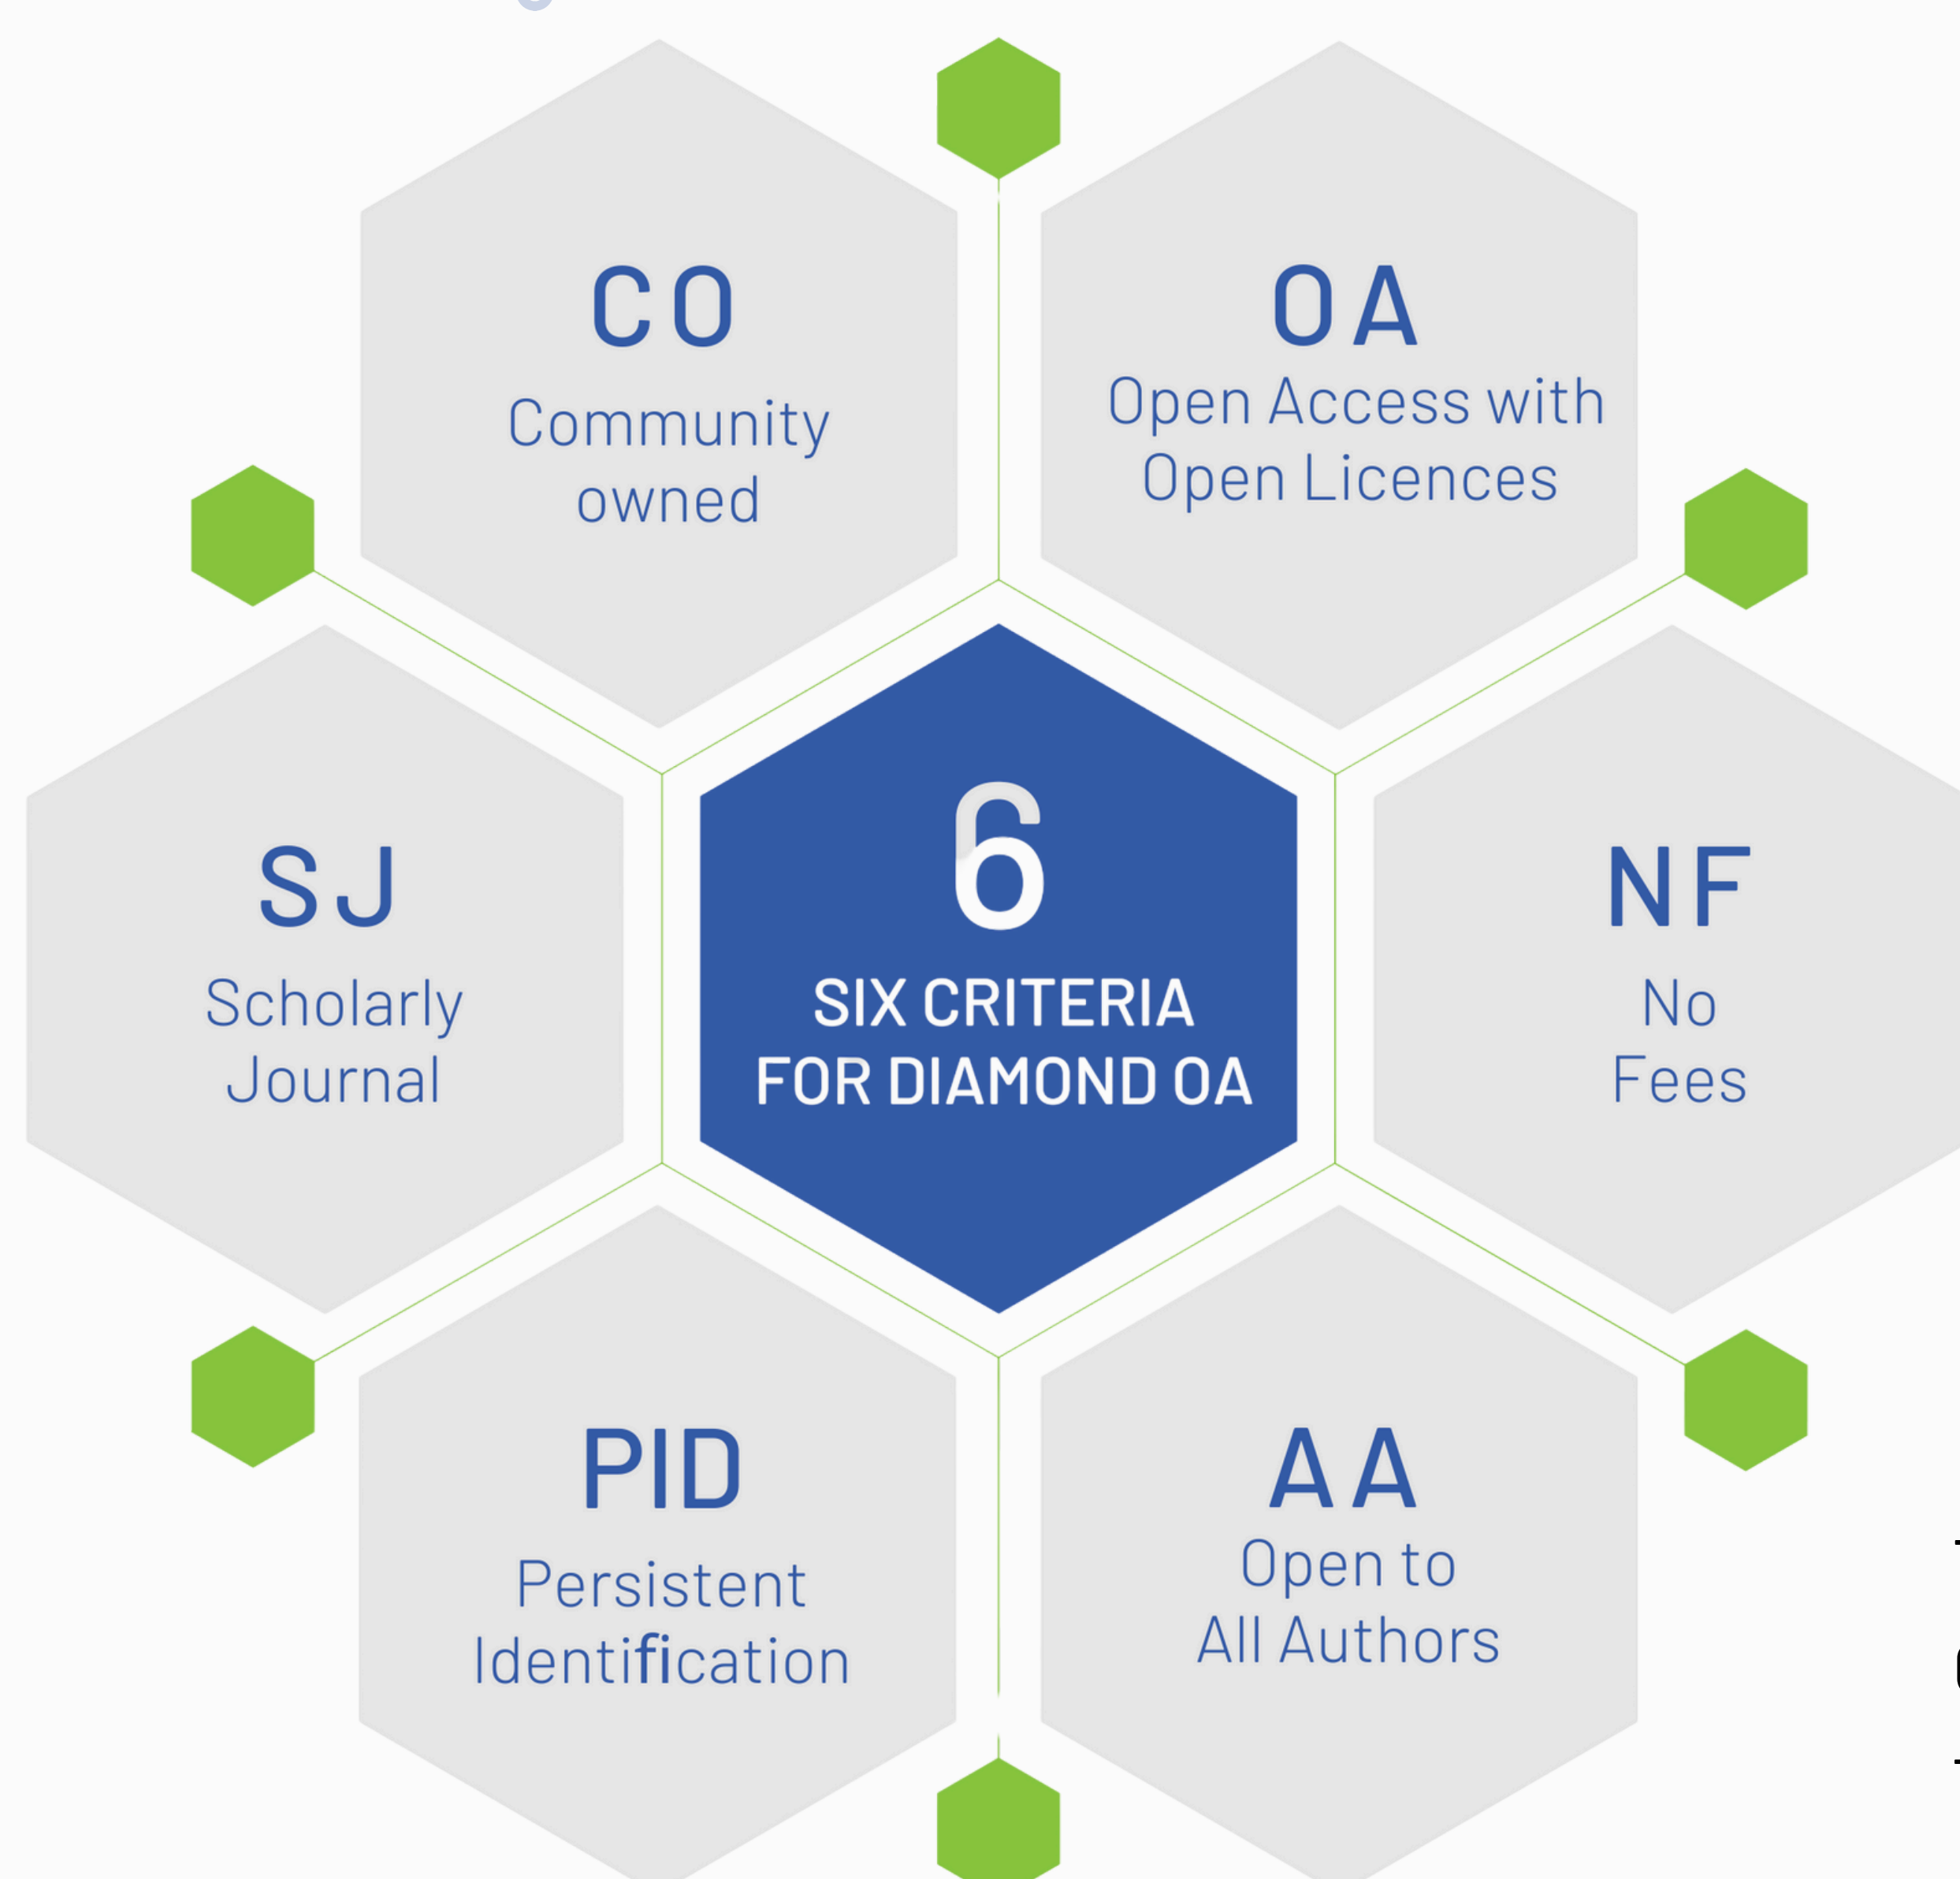 CO
Community
owned
OA
Open Access with
Open Licences
SJ
Scholarly
Journal
6
SIX CRITERIA
FOR DIAMOND OA
NF
No
Fees
PID
Persistent
Identification
AA
Open to
All Authors